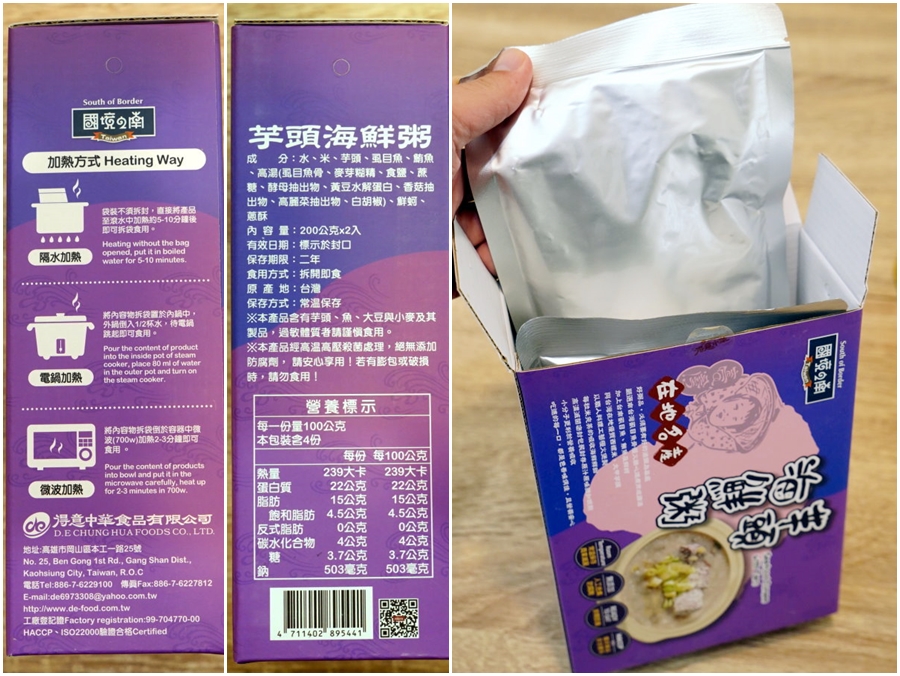 South of Border
國境之南
Taiwan
加熱方式 Heating Way
袋裝不須拆封，直接將產品
至滾水中加熱約5-10分鐘後
即可拆袋食用。
Heating without the bag
opened, put it in boiled
water for 5-10 minutes.
隔水加熱
將內容物拆袋置於內鍋中，
外鍋倒入1/2杯水，待電鍋
跳起即可食用。
Pour the content of product
into the inside pot of steam
cooker, place 80 ml of water
in the outer pot and turn on
the steam cooker.
電鍋加熱
將內容物拆袋倒於容器中微
波(700w)加熱2-3分鐘即可
食用。
Pour the content of products
into bowl and put it in the
microwave carefully, heat up
for 2-3 minutes in 700w.
微波加熱
de 得意中華食品有限公司
D.E CHUNG HUA FOODS CO., LTD.
地址:高雄市岡山區本工一路25號
No. 25, Ben Gong 1st Rd., Gang Shan Dist.,
Kaohsiung City, Taiwan, R.O.C
電話Tel:886-7-6229100 傳真Fax:886-7-6227812
E-mail:de6973308@yahoo.com.tw
http://www.de-food.com.tw
工廠登記證Factory registration:99-704770-00
HACCP、ISO22000驗證合格Certified
芋頭海鮮粥
成 分：水、米、芋頭、虱目魚、鮪魚
、高湯(虱目魚骨、麥芽糊精、食鹽、蔗
糖、酵母抽出物、黃豆水解蛋白、香菇抽
出物、高麗菜抽出物、白胡椒)、鮮蚵、
蔥酥
內 容 量：200公克x2入
有效日期：標示於封口
保存期限：二年
食用方式：拆開即食
原 產 地：台灣
保存方式：常溫保存
※本產品含有芋頭、魚、大豆與小麥及其
製品，過敏體質者請謹慎食用。
※本產品經高溫高壓殺菌處理，絕無添加
防腐劑， 請安心享用！若有膨包或破損
時，請勿食用！
營養標示
每一份量100公克
本包裝含4份
每份 每100公克
熱量 239大卡 239大卡
蛋白質 22公克 22公克
脂肪 15公克 15公克
飽和脂肪 4.5公克 4.5公克
反式脂肪 0公克 0公克
碳水化合物 4公克 4公克
糖 3.7公克 3.7公克
鈉 503毫克 503毫克
4 711402 895441
South of Border
國境之南
在地名產
芋頭
海鮮粥